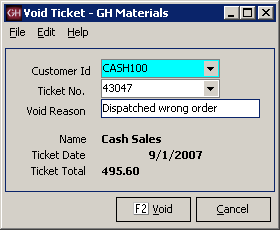 GH Void Ticket - GH Materials
File Edit Help
Customer Id CASH100
Ticket No. 43047
Void Reason Dispatched wrong order
Name Cash Sales
Ticket Date 9/1/2007
Ticket Total 495.60
F2 Void Cancel